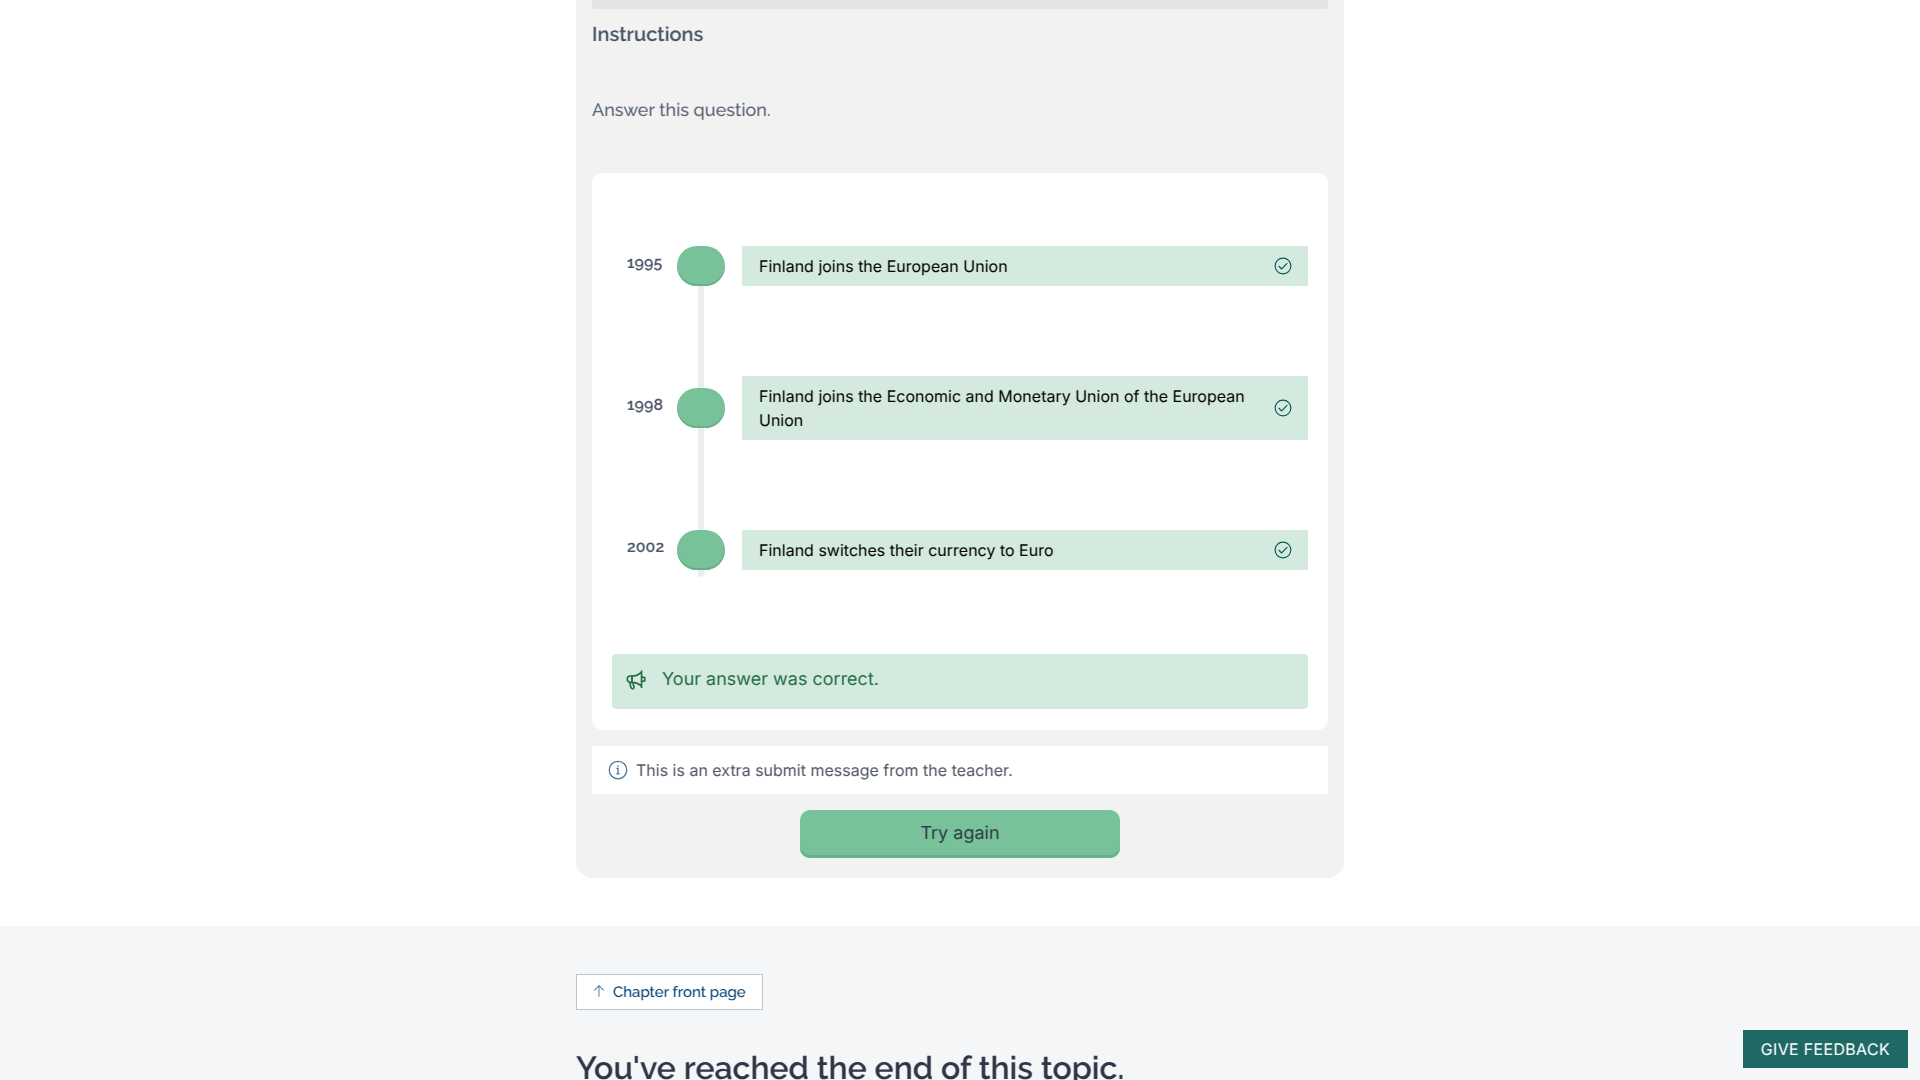 Instructions
Answer this question.
1995
Finland joins the European Union
1998
Finland joins the Economic and Monetary Union of the European
Union
2002
Finland switches their currency to Euro
Your answer was correct.
This is an extra submit message from the teacher.
Try again
Chapter front page
You've reached the end of this topic.
GIVE FEEDBACK